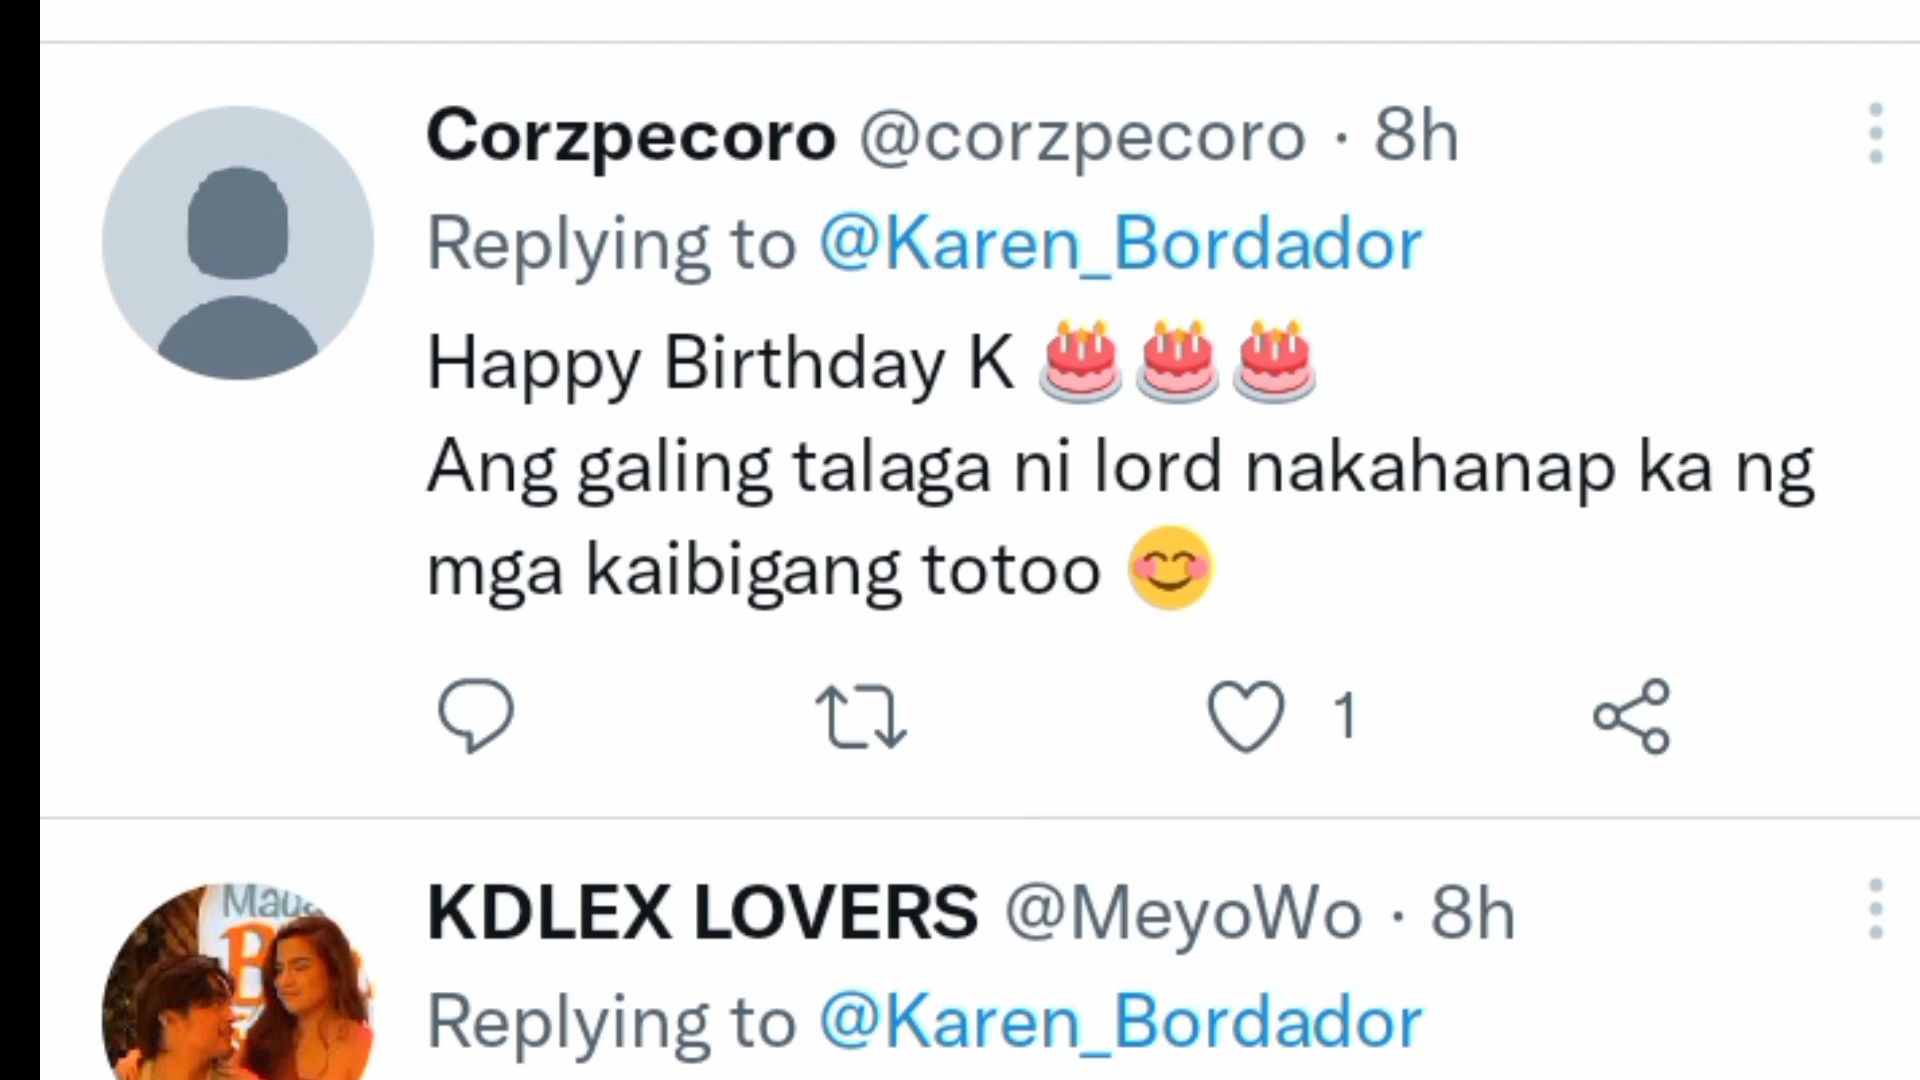 Corzpecoro @corzpecoro · 8h
Replying to @Karen_Bordador
Happy Birthday K 🎂🎂🎂
Ang galing talaga ni lord nakahanap ka ng
mga kaibigang totoo 😊
1
KDLEX LOVERS @MeyoWo · 8h
Replying to @Karen_Bordador